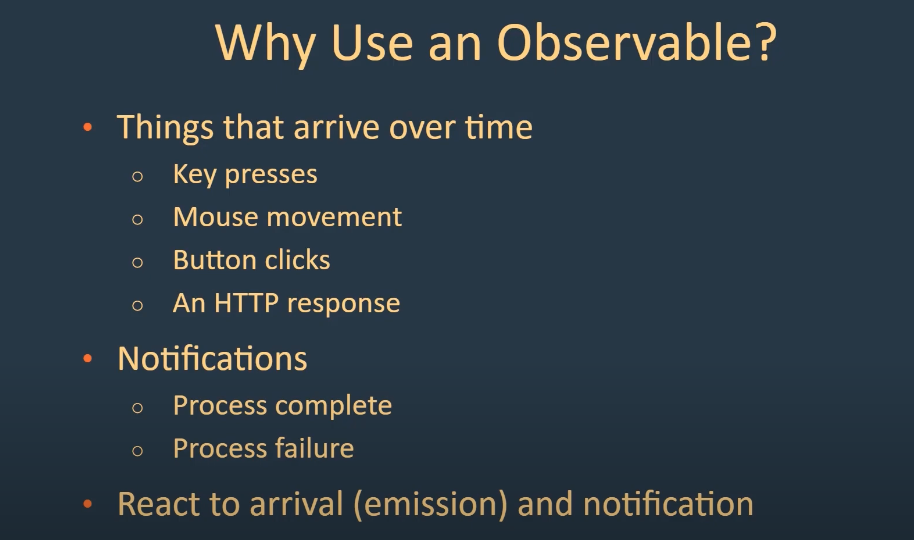 Why Use an Observable?
• Things that arrive over time
○ Key presses
○ Mouse movement
○ Button clicks
○ An HTTP response
• Notifications
○ Process complete
○ Process failure
• React to arrival (emission) and notification